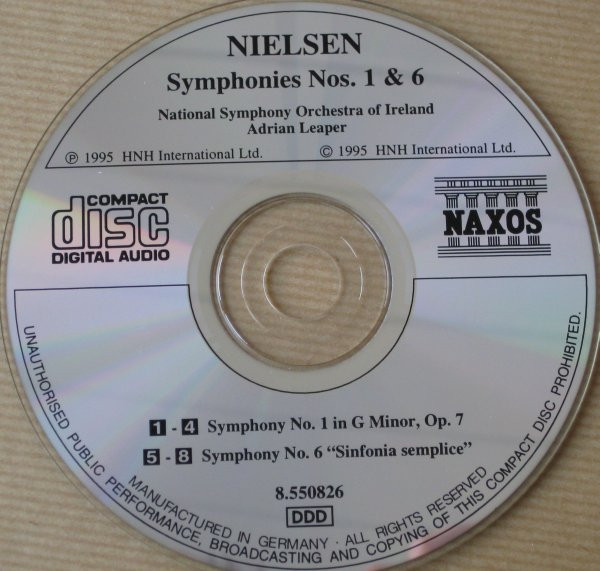 NIELSEN
Symphonies Nos. 1 & 6
National Symphony Orchestra of Ireland
Adrian Leaper
℗ 1995 HNH International Ltd. © 1995 HNH International Ltd.
COMPACT
disc
DIGITAL AUDIO
NAXOS
1 - 4 Symphony No. 1 in G Minor, Op. 7
5 - 8 Symphony No. 6 “Sinfonia semplice”
8.550826
DDD
MANUFACTURED IN GERMANY · ALL RIGHTS RESERVED
UNAUTHORISED PUBLIC PERFORMANCE, BROADCASTING AND COPYING OF THIS COMPACT DISC PROHIBITED.